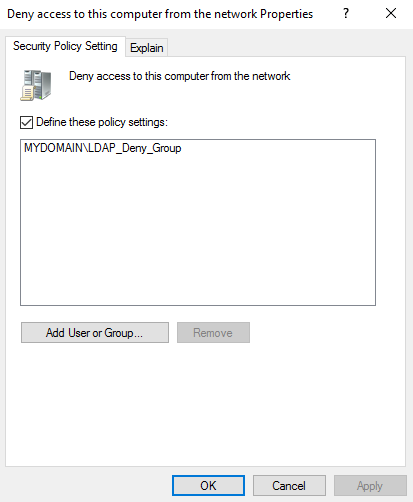 Deny access to this computer from the network Properties
?
Security Policy Setting
Explain
Deny access to this computer from the network
Define these policy settings:
MYDOMAIN\LDAP_Deny_Group
Add User or Group...
Remove
OK
Cancel
Apply